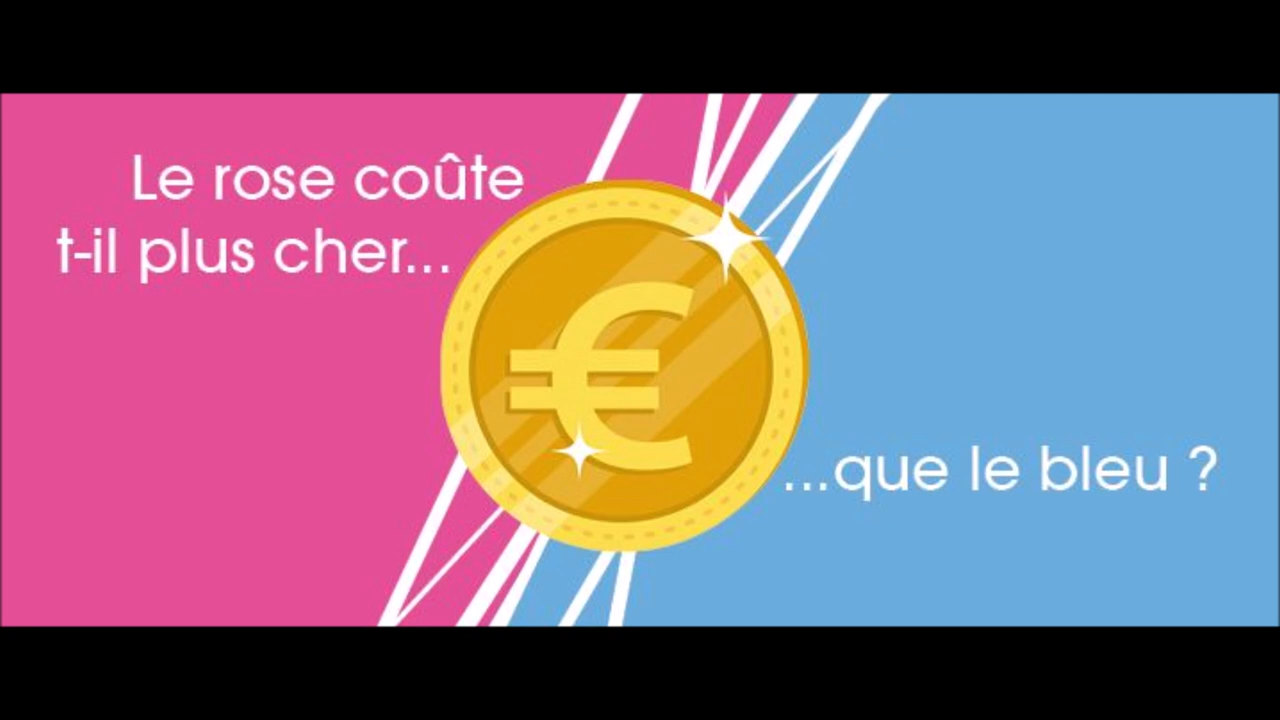 Le rose coûte
t-il plus cher...
...que le bleu ?